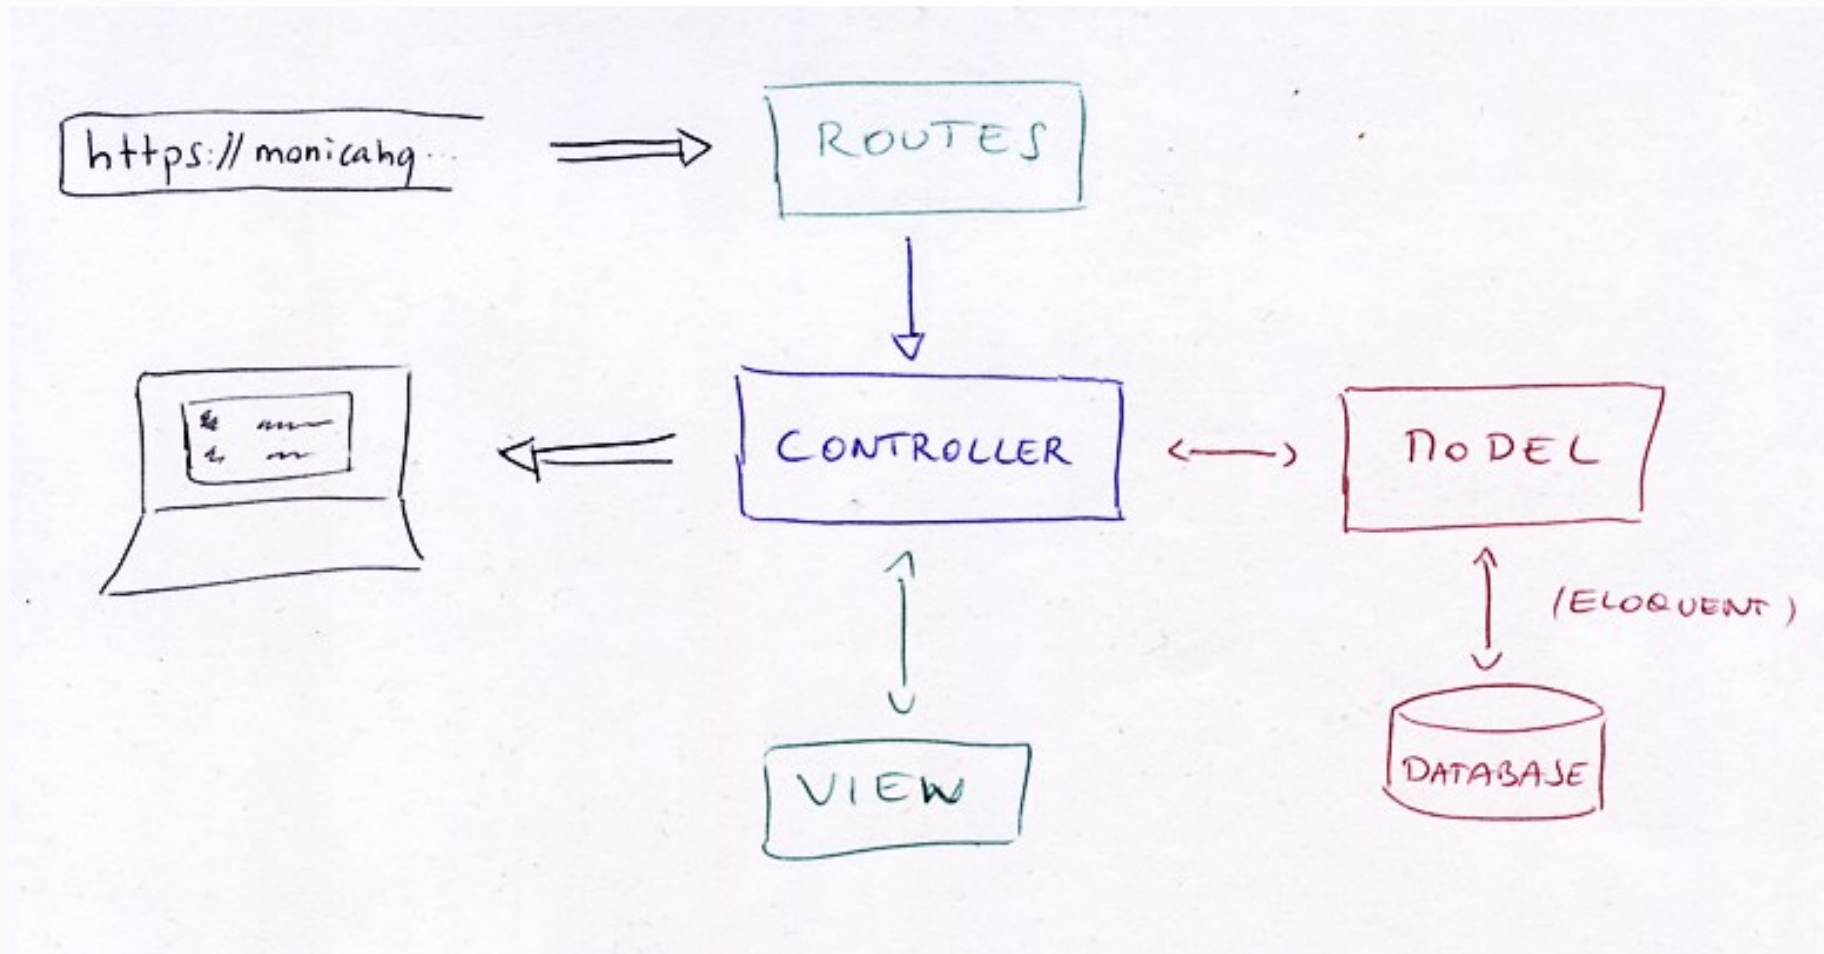 https://monicahq...
ROUTES
CONTROLLER
MODEL
(ELOQUENT)
VIEW
DATABASE